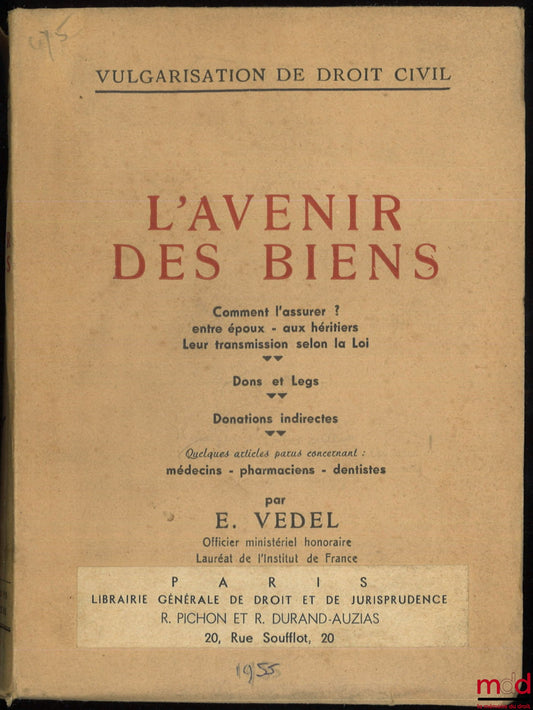 VULGARISATION DE DROIT CIVIL
L'AVENIR
DES BIENS
Comment l'assurer ?
entre époux - aux héritiers
Leur transmission selon la Loi
Dons et Legs
Donations indirectes
Quelques articles parus concernant :
médecins - pharmaciens - dentistes
par
E. VEDEL
Officier ministériel honoraire
Lauréat de l'Institut de France
PARIS
LIBRAIRIE GÉNÉRALE DE DROIT ET DE JURISPRUDENCE
R. PICHON ET R. DURAND-AUZIAS
20, Rue Soufflot, 20
1955
mdd